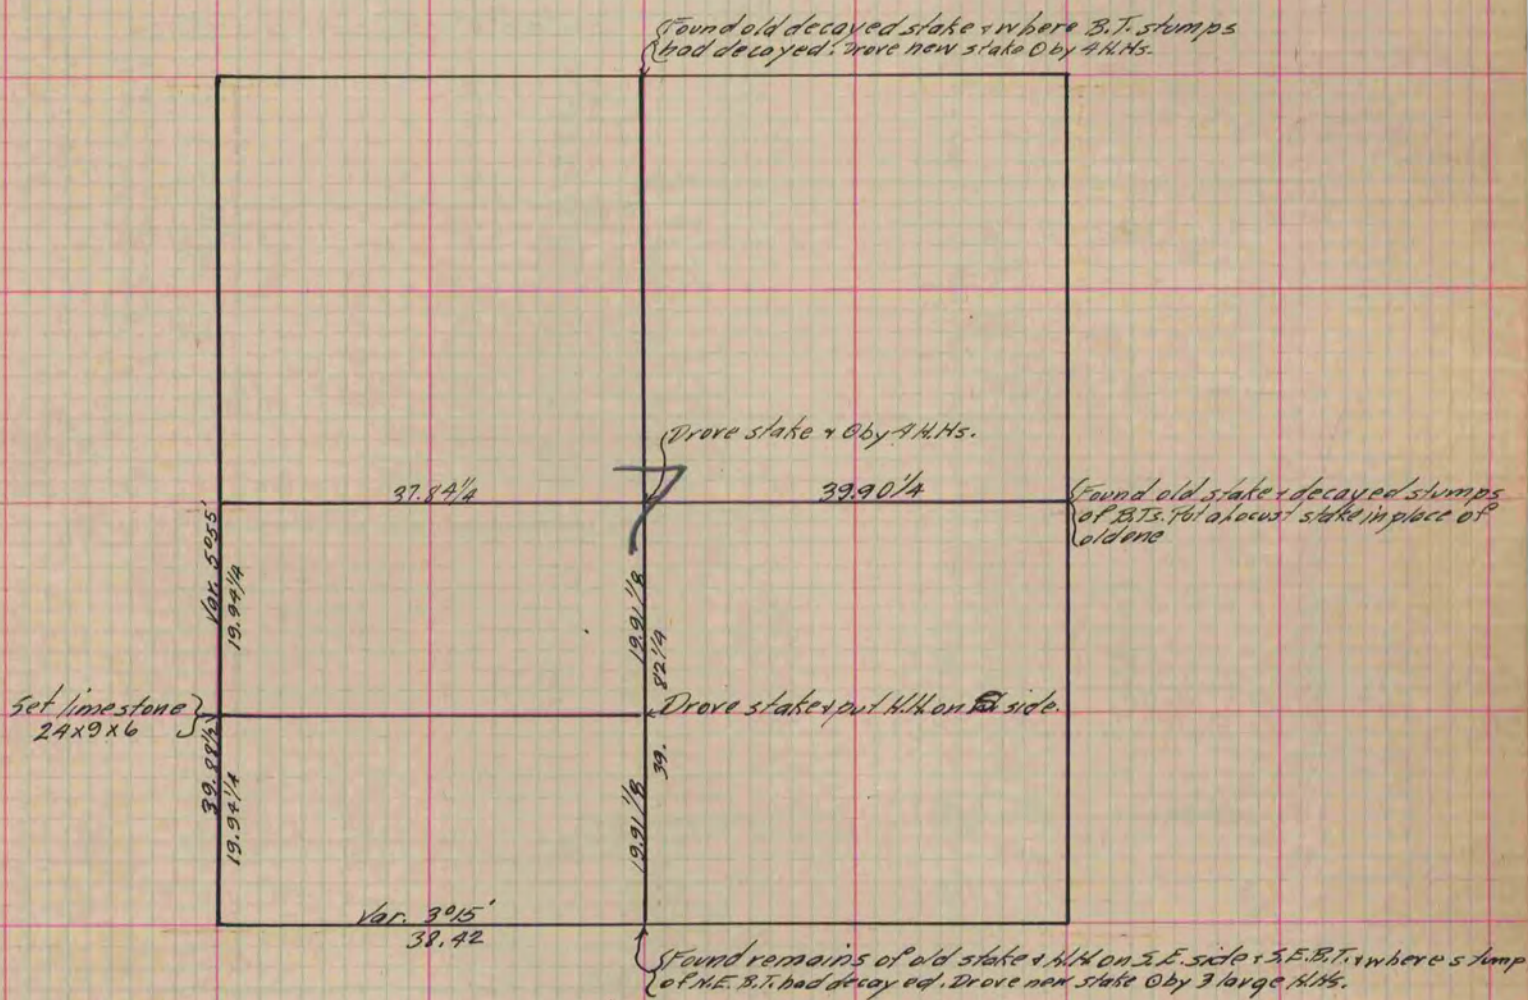 Found old decayed stake & where B.T. stumps
had decayed. Drove new stake O by 4 H.Hs.
Drove stake & O by 4 H.Hs.
7
37.84 1/4
39.90 1/4
Found old stake & decayed stumps
of B.Ts. Put a locust stake in place of
old one
Var. 5°55'
19.94 1/4
19.91 1/8
39. 82 1/4
Set limestone
24x9x6
Drove stake & put H.H. on side.
39.88 1/2
19.94 1/4
19.91 1/8
Var. 3°15'
38.42
Found remains of old stake & H.H. on S.E. side & S.E.B.T. & where stump
of N.E. B.T. had decayed. Drove new stake O by 3 large H.Hs.